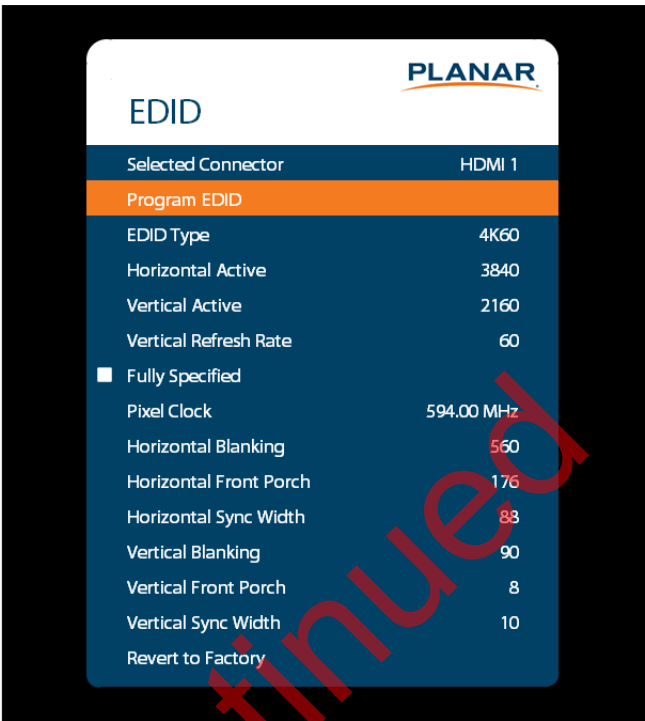 PLANAR
EDID
Selected Connector HDMI 1
Program EDID
EDID Type 4K60
Horizontal Active 3840
Vertical Active 2160
Vertical Refresh Rate 60
Fully Specified
Pixel Clock 594.00 MHz
Horizontal Blanking 560
Horizontal Front Porch 176
Horizontal Sync Width 88
Vertical Blanking 90
Vertical Front Porch 8
Vertical Sync Width 10
Revert to Factory
tinued